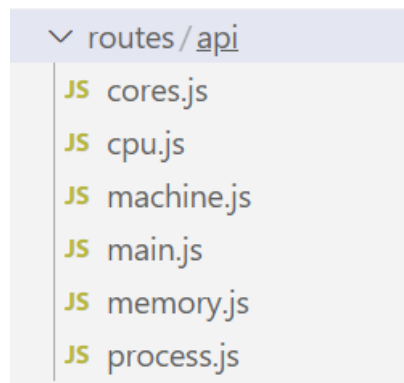 routes/api
JS cores.js
JS cpu.js
JS machine.js
JS main.js
JS memory.js
JS process.js